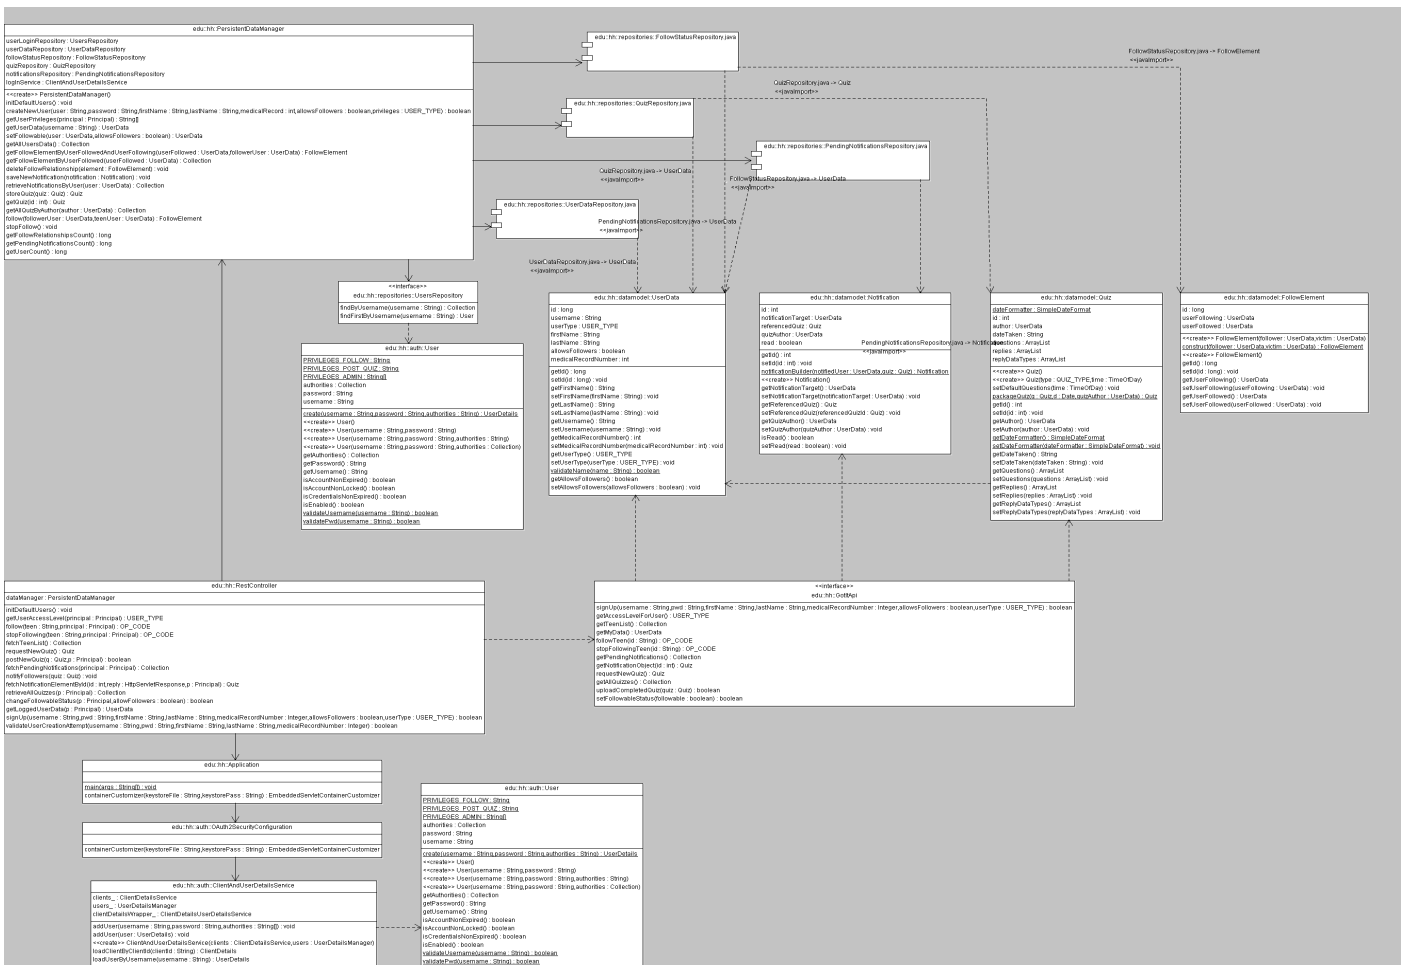 edu::hh::PersistentDataManager
userLoginRepository : UsersRepository
userDataRepository : UserDataRepository
followStatusRepository : FollowStatusRepository
quizRepository : QuizRepository
notificationsRepository : PendingNotificationsRepository
loginService : ClientAndUserDetailsService
<<create>> PersistentDataManager()
initDefaultUsers() : void
createNewUser(user : String,password : String,firstName : String,lastName : String,medicalRecord : int,allowsFollowers : boolean,privileges : USER_TYPE) : boolean
getUserPrivileges(principal : Principal) : String[]
getUserData(username : String) : UserData
setFollowable(user : UserData,allowsFollowers : boolean) : UserData
getAllUsersData() : Collection
getFollowElementByUserFollowedAndUserFollowing(userFollowed : UserData,followerUser : UserData) : FollowElement
getFollowElementByUserFollowed(userFollowed : UserData) : Collection
deleteFollowRelationship(element : FollowElement) : void
saveNewNotification(notification : Notification) : void
retrieveNotificationsByUser(user : UserData) : Collection
storeQuiz(quiz : Quiz) : Quiz
getQuiz(id : int) : Quiz
getAllQuizByAuthor(author : UserData) : Collection
follow(followerUser : UserData,teenUser : UserData) : FollowElement
stopFollow() : void
getFollowRelationshipsCount() : long
getPendingNotificationsCount() : long
getUserCount() : long
edu::hh::repositories::FollowStatusRepository.java
FollowStatusRepository.java -> FollowElement
<<javaImport>>
QuizRepository.java -> Quiz
<<javaImport>>
edu::hh::repositories::QuizRepository.java
edu::hh::repositories::PendingNotificationsRepository.java
QuizRepository.java -> UserData
<<javaImport>>
FollowStatusRepository.java -> UserData
<<javaImport>>
edu::hh::repositories::UserDataRepository.java
PendingNotificationsRepository.java -> UserData
<<javaImport>>
UserDataRepository.java -> UserData
<<javaImport>>
<<interface>>
edu::hh::repositories::UsersRepository
findByUsername(username : String) : Collection
findFirstByUsername(username : String) : User
edu::hh::auth::User
PRIVILEGES_FOLLOW : String
PRIVILEGES_POST_QUIZ : String
PRIVILEGES_ADMIN : String[]
authorities : Collection
password : String
username : String
create(username : String,password : String,authorities : String) : UserDetails
<<create>> User()
<<create>> User(username : String,password : String)
<<create>> User(username : String,password : String,authorities : String)
<<create>> User(username : String,password : String,authorities : Collection)
getAuthorities() : Collection
getPassword() : String
getUsername() : String
isAccountNonExpired() : boolean
isAccountNonLocked() : boolean
isCredentialsNonExpired() : boolean
isEnabled() : boolean
validateUsername(username : String) : boolean
validatePwd(username : String) : boolean
edu::hh::datamodel::UserData
id : long
username : String
userType : USER_TYPE
firstName : String
lastName : String
allowsFollowers : boolean
medicalRecordNumber : int
getId() : long
setId(id : long) : void
getFirstName() : String
setFirstName(firstName : String) : void
getLastName() : String
setLastName(lastName : String) : void
getUsername() : String
setUsername(username : String) : void
getMedicalRecordNumber() : int
setMedicalRecordNumber(medicalRecordNumber : int) : void
getUserType() : USER_TYPE
setUserType(userType : USER_TYPE) : void
validateName(name : String) : boolean
getAllowsFollowers() : boolean
setAllowsFollowers(allowsFollowers : boolean) : void
edu::hh::datamodel::Notification
id : int
notificationTarget : UserData
referencedQuiz : Quiz
quizAuthor : UserData
read : boolean
PendingNotificationsRepository.java -> Notification
<<javaImport>>
getId() : int
setId(id : int) : void
notificationBuilder(notifiedUser : UserData,quiz : Quiz) : Notification
<<create>> Notification()
getNotificationTarget() : UserData
setNotificationTarget(notificationTarget : UserData) : void
getReferencedQuiz() : Quiz
setReferencedQuiz(referencedQuizId : Quiz) : void
getQuizAuthor() : UserData
setQuizAuthor(quizAuthor : UserData) : void
isRead() : boolean
setRead(read : boolean) : void
edu::hh::datamodel::Quiz
dateFormatter : SimpleDateFormat
id : int
author : UserData
dateTaken : String
questions : ArrayList
replies : ArrayList
replyDataTypes : ArrayList
<<create>> Quiz()
<<create>> Quiz(type : QUIZ_TYPE,time : TimeOfDay)
setDefaultQuestions(time : TimeOfDay) : void
packageQuiz(q : Quiz,d : Date,quizAuthor : UserData) : Quiz
getId() : int
setId(id : int) : void
getAuthor() : UserData
setAuthor(author : UserData) : void
getDateFormatter() : SimpleDateFormat
setDateFormatter(dateFormatter : SimpleDateFormat) : void
getDateTaken() : String
setDateTaken(dateTaken : String) : void
getQuestions() : ArrayList
setQuestions(questions : ArrayList) : void
getReplies() : ArrayList
setReplies(replies : ArrayList) : void
getReplyDataTypes() : ArrayList
setReplyDataTypes(replyDataTypes : ArrayList) : void
edu::hh::datamodel::FollowElement
id : long
userFollowing : UserData
userFollowed : UserData
<<create>> FollowElement(follower : UserData,victim : UserData)
construct(follower : UserData,victim : UserData) : FollowElement
<<create>> FollowElement()
getId() : long
setId(id : long) : void
getUserFollowing() : UserData
setUserFollowing(userFollowing : UserData) : void
getUserFollowed() : UserData
setUserFollowed(userFollowed : UserData) : void
edu::hh::RestController
dataManager : PersistentDataManager
initDefaultUsers() : void
getUserAccessLevel(principal : Principal) : USER_TYPE
follow(teen : String,principal : Principal) : OP_CODE
stopFollowing(teen : String,principal : Principal) : OP_CODE
fetchTeenList() : Collection
requestNewQuiz() : Quiz
postNewQuiz(q : Quiz,p : Principal) : boolean
fetchPendingNotifications(principal : Principal) : Collection
notifyFollowers(quiz : Quiz) : void
fetchNotificationElementById(id : int,reply : HttpServletResponse,p : Principal) : Quiz
retrieveAllQuizzes(p : Principal) : Collection
changeFollowableStatus(p : Principal,allowFollowers : boolean) : boolean
getLoggedUserData(p : Principal) : UserData
signUp(username : String,pwd : String,firstName : String,lastName : String,medicalRecordNumber : Integer,allowsFollowers : boolean,userType : USER_TYPE) : boolean
validateUserCreationAttempt(username : String,pwd : String,firstName : String,lastName : String,medicalRecordNumber : Integer) : boolean
<<interface>>
edu::hh::GotItApi
signUp(username : String,pwd : String,firstName : String,lastName : String,medicalRecordNumber : Integer,allowsFollowers : boolean,userType : USER_TYPE) : boolean
getAccessLevelForUser() : USER_TYPE
getTeenList() : Collection
getMyData() : UserData
followTeen(id : String) : OP_CODE
stopFollowingTeen(id : String) : OP_CODE
getPendingNotifications() : Collection
getNotificationObject(id : int) : Quiz
requestNewQuiz() : Quiz
getAllQuizzes() : Collection
uploadCompletedQuiz(quiz : Quiz) : boolean
setFollowableStatus(followable : boolean) : boolean
edu::hh::Application
main(args : String[]) : void
containerCustomizer(keystoreFile : String,keystorePass : String) : EmbeddedServletContainerCustomizer
edu::hh::auth::OAuth2SecurityConfiguration
containerCustomizer(keystoreFile : String,keystorePass : String) : EmbeddedServletContainerCustomizer
edu::hh::auth::ClientAndUserDetailsService
clients_ : ClientDetailsService
users_ : UserDetailsManager
clientDetailsWrapper_ : ClientDetailsUserDetailsService
addUser(username : String,password : String,authorities : String[]) : void
addUser(user : UserDetails) : void
<<create>> ClientAndUserDetailsService(clients : ClientDetailsService,users : UserDetailsManager)
loadClientByClientId(clientId : String) : ClientDetails
loadUserByUsername(username : String) : UserDetails
edu::hh::auth::User
PRIVILEGES_FOLLOW : String
PRIVILEGES_POST_QUIZ : String
PRIVILEGES_ADMIN : String[]
authorities : Collection
password : String
username : String
create(username : String,password : String,authorities : String) : UserDetails
<<create>> User()
<<create>> User(username : String,password : String)
<<create>> User(username : String,password : String,authorities : String)
<<create>> User(username : String,password : String,authorities : Collection)
getAuthorities() : Collection
getPassword() : String
getUsername() : String
isAccountNonExpired() : boolean
isAccountNonLocked() : boolean
isCredentialsNonExpired() : boolean
isEnabled() : boolean
validateUsername(username : String) : boolean
validatePwd(username : String) : boolean